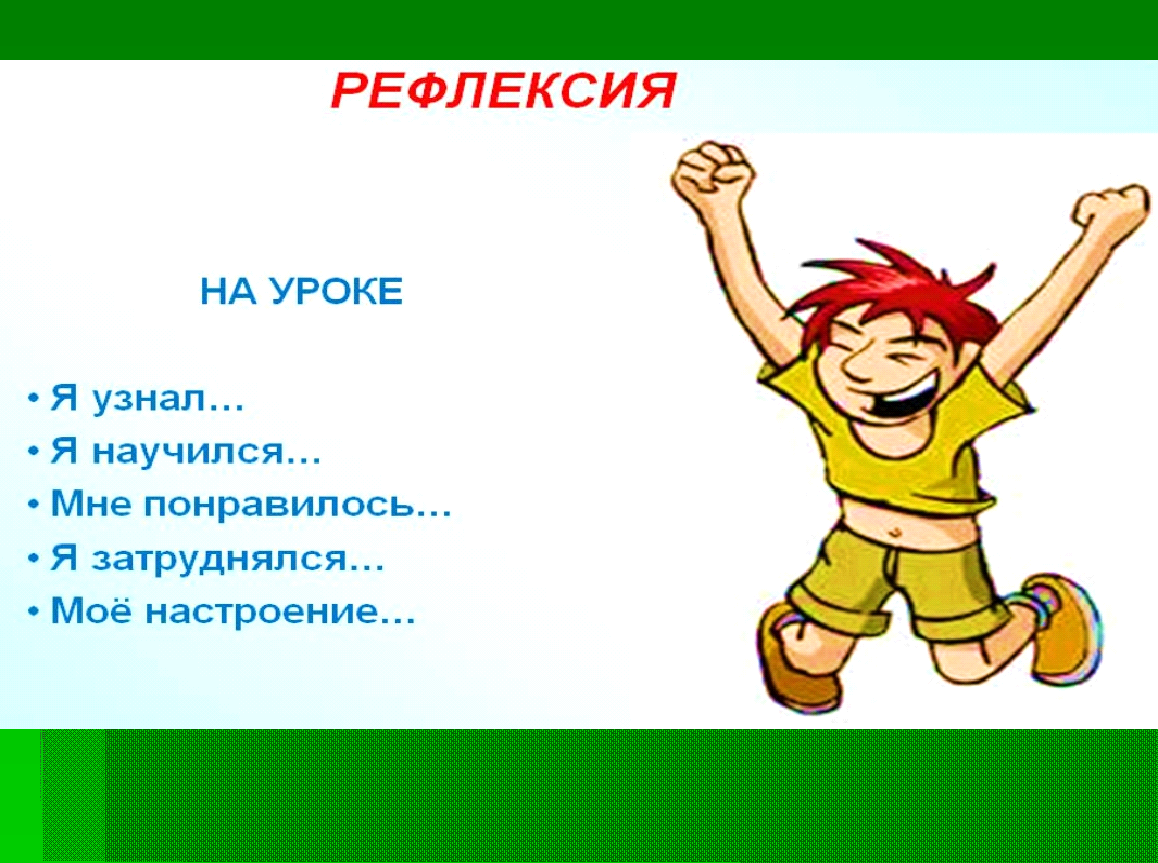 РЕФЛЕКСИЯ
НА УРОКЕ
• Я узнал...
• Я научился...
• Мне понравилось...
• Я затруднялся...
• Моё настроение...